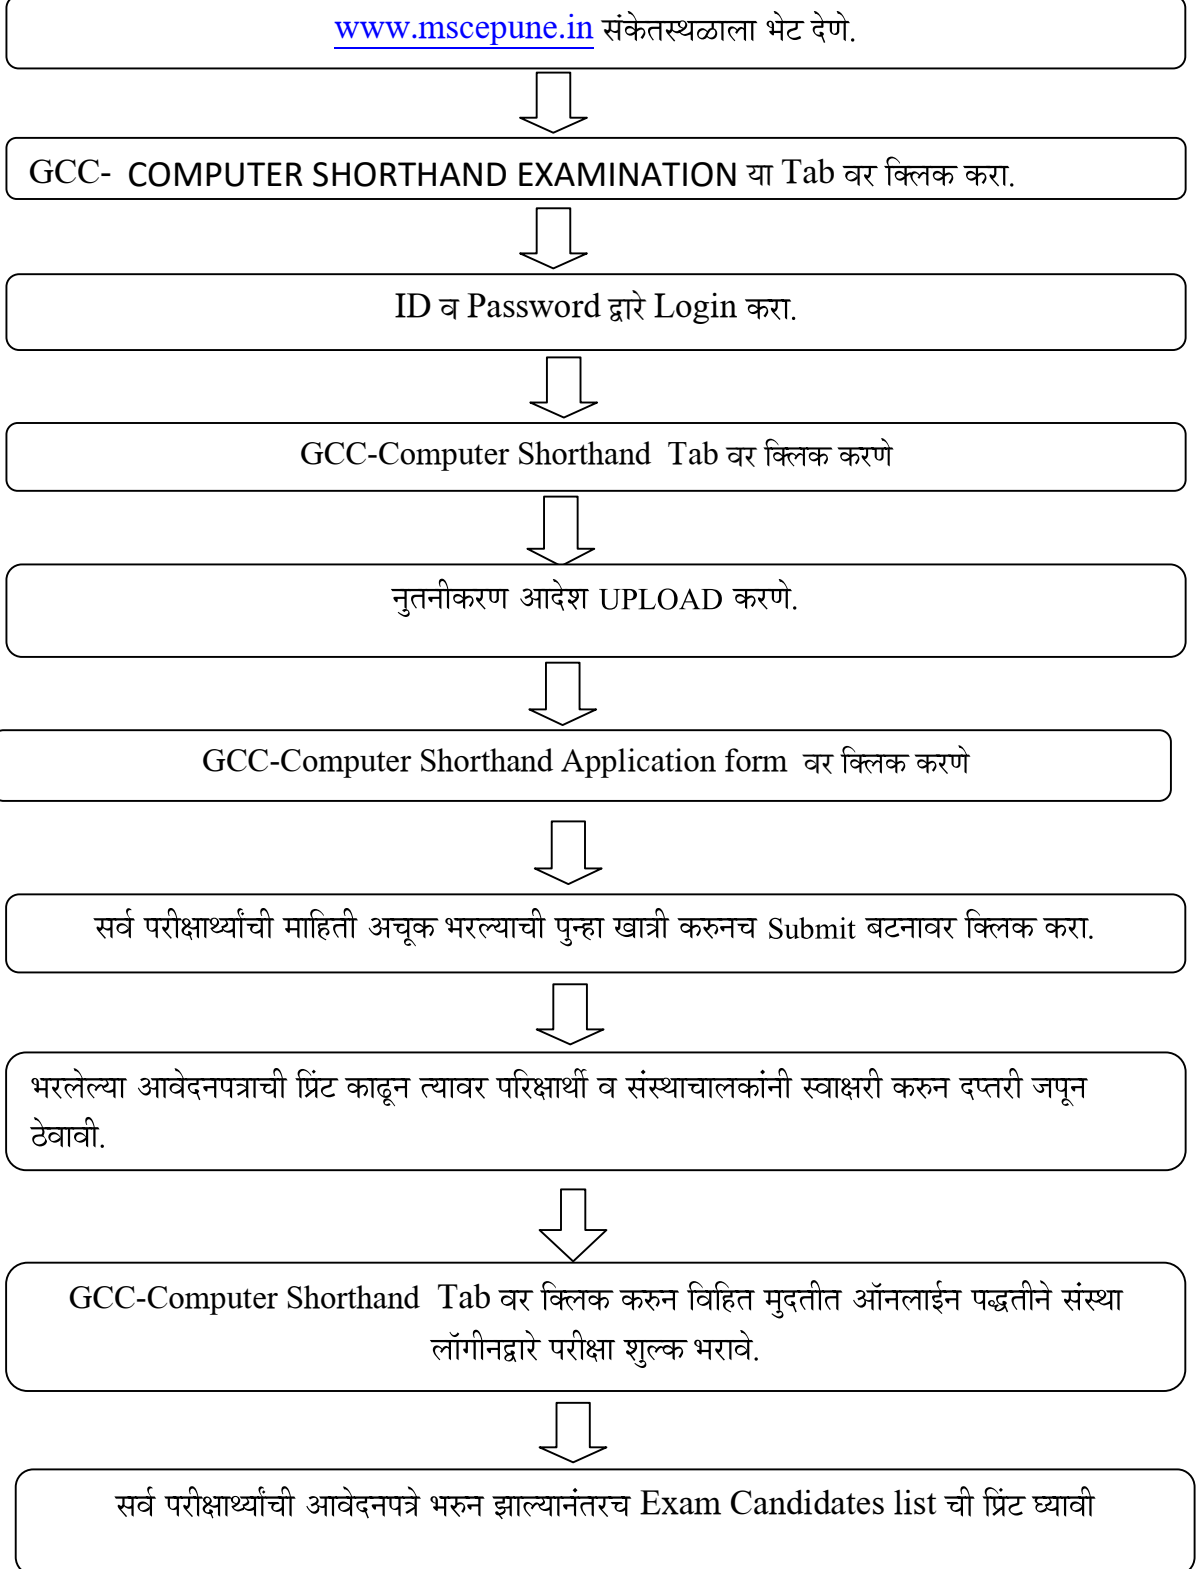 www.mscepune.in संकेतस्थळाला भेट देणे.
GCC- COMPUTER SHORTHAND EXAMINATION या Tab वर क्लिक करा.
ID व Password द्वारे Login करा.
GCC-Computer Shorthand Tab वर क्लिक करणे
नुतनीकरण आदेश UPLOAD करणे.
GCC-Computer Shorthand Application form वर क्लिक करणे
सर्व परीक्षार्थ्यांची माहिती अचूक भरल्याची पुन्हा खात्री करुनच Submit बटनावर क्लिक करा.
भरलेल्या आवेदनपत्राची प्रिंट काढून त्यावर परिक्षार्थी व संस्थाचालकांनी स्वाक्षरी करुन दप्तरी जपून
ठेवावी.
GCC-Computer Shorthand Tab वर क्लिक करुन विहित मुदतीत ऑनलाईन पद्धतीने संस्था
लॉगीनद्वारे परीक्षा शुल्क भरावे.
सर्व परीक्षार्थ्यांची आवेदनपत्रे भरुन झाल्यानंतरच Exam Candidates list ची प्रिंट घ्यावी